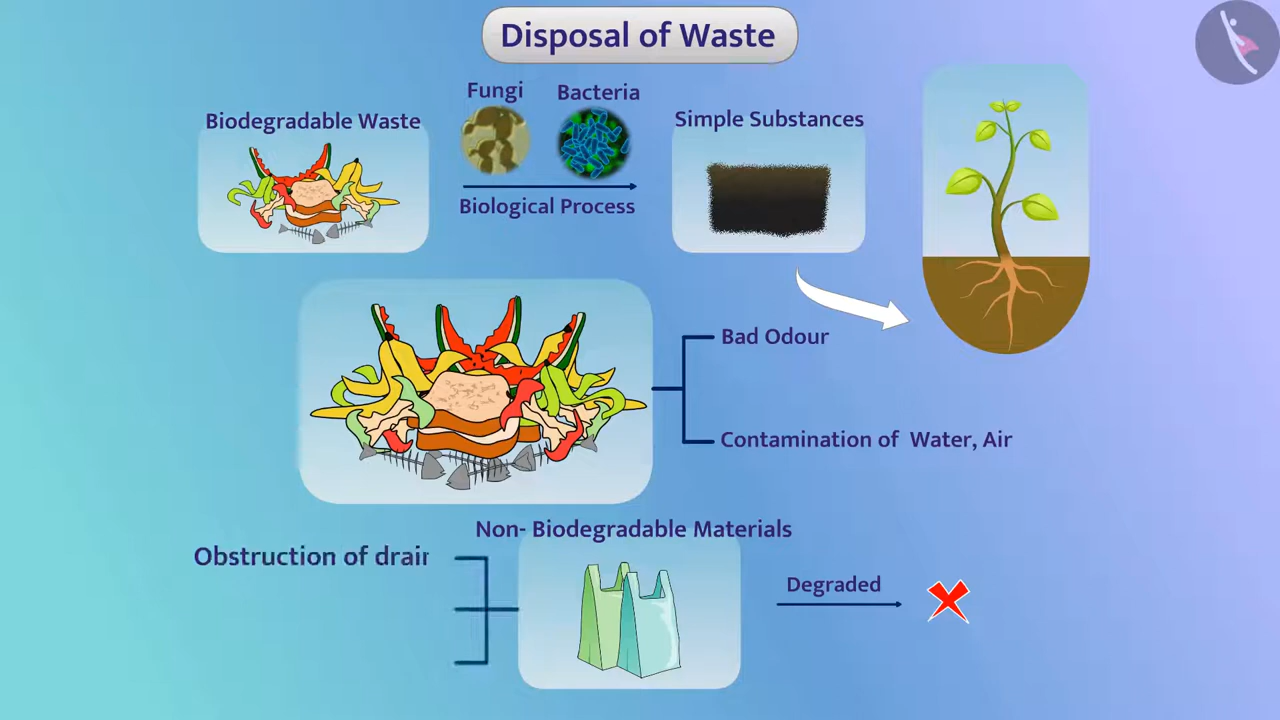 Disposal of Waste
Fungi
Bacteria
Biodegradable Waste
Simple Substances
Biological Process
Bad Odour
Contamination of Water, Air
Non- Biodegradable Materials
Obstruction of
Degraded